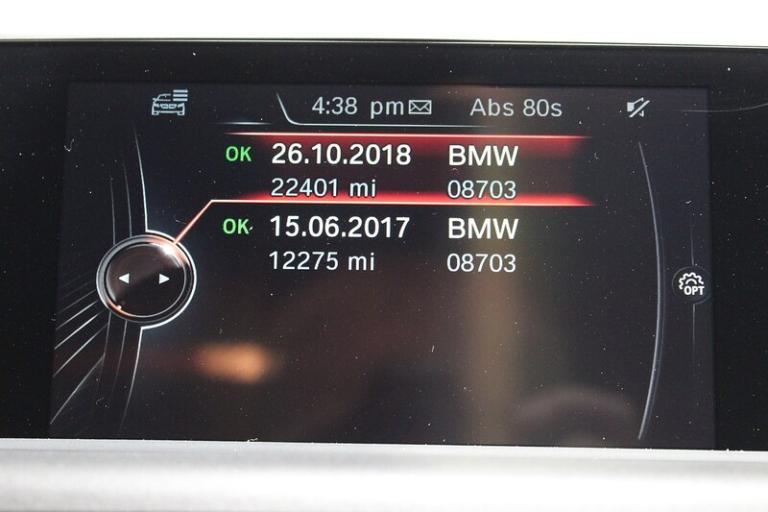 4:38 pm Abs 80s
OK 26.10.2018 BMW
22401 mi 08703
OK 15.06.2017 BMW
12275 mi 08703
OPT